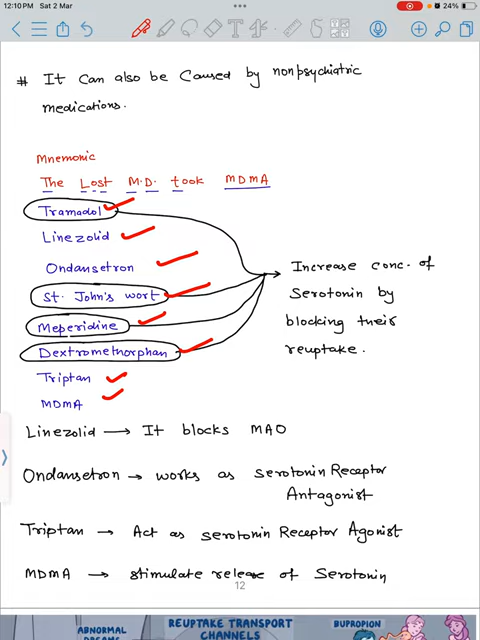 12:10 PM Sat 2 Mar
24%
# It can also be caused by nonpsychiatric
medications.
Mnemonic
The Lost M.D. took MDMA
Tramadol
Linezolid
Ondansetron
St. John's wort
Meperidine
Dextromethorphan
Triptan
MDMA
Increase conc. of
Serotonin by
blocking their
reuptake.
Linezolid → It blocks MAO
Ondansetron → works as serotonin Receptor
Antagonist
Triptan → Act as serotonin Receptor Agonist
MDMA → stimulate release of Serotonin
12
ABNORMAL
DREAMS
REUPTAKE TRANSPORT
CHANNELS
BUPROPION